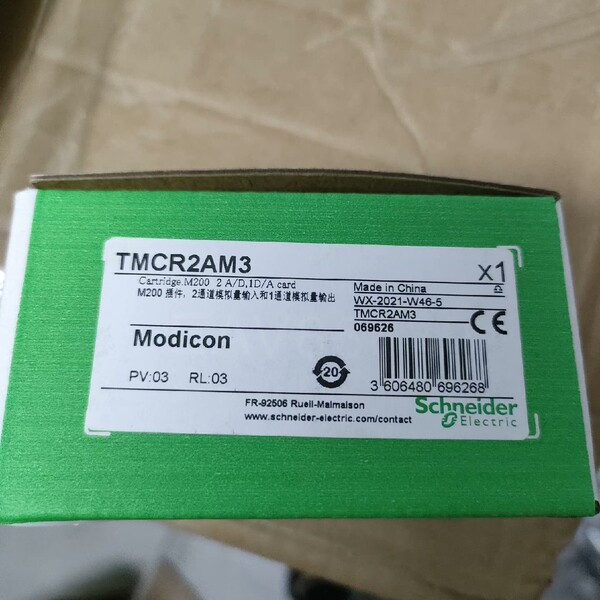 TMCR2AM3
x1
Cartridge.M200 2 A/D,1D/A card
M200 插件，2通道模拟量输入和1通道模拟量输出
Made in China
WX-2021-W46-5
TMCR2AM3
069626
CE
Modicon
20
PV:03 RL:03
3 606480 696268
FR-92506 Rueil-Malmaison
www.schneider-electric.com/contact
Schneider
Electric